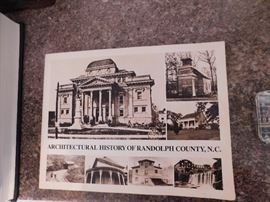 ARCHITECTURAL HISTORY OF RANDOLPH COUNTY, N.C.